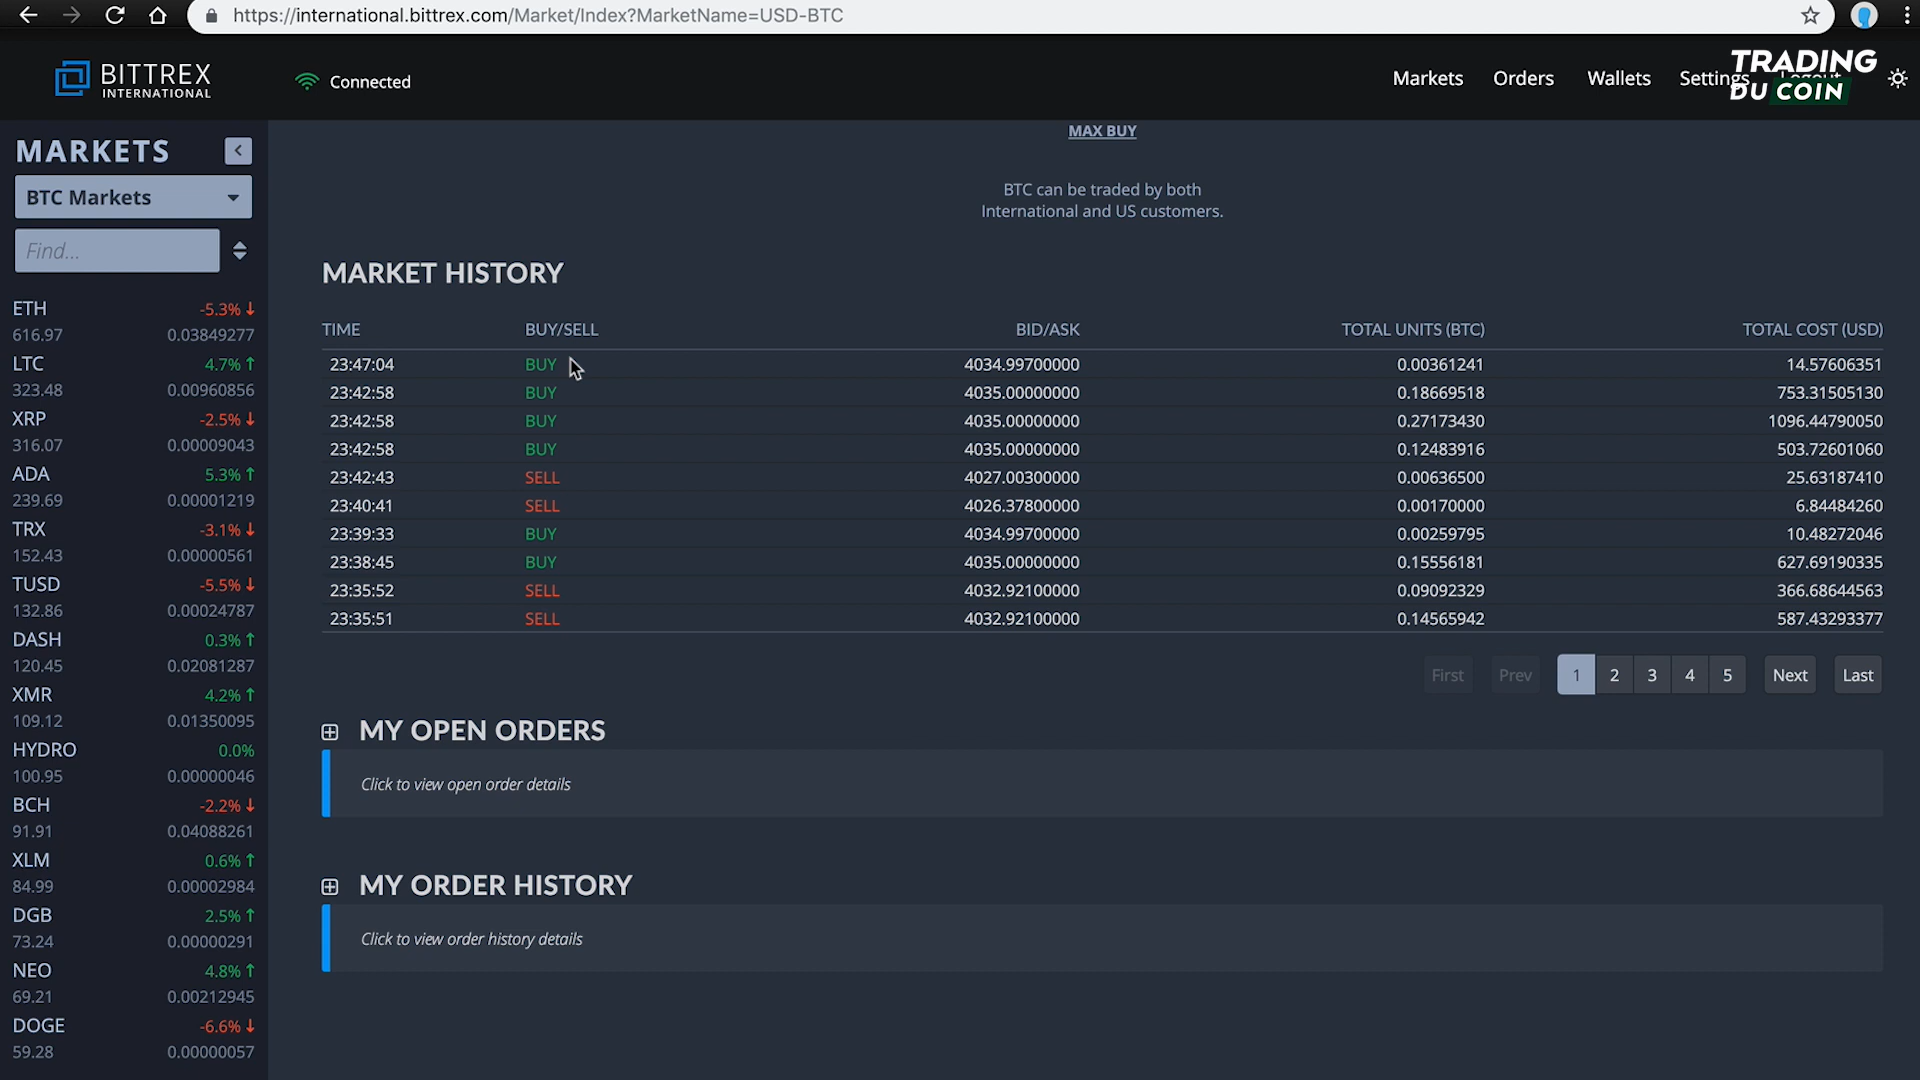 https://international.bittrex.com/Market/Index?MarketName=USD-BTC
BITTREX
INTERNATIONAL
Connected
Markets Orders Wallets Settings Logout
TRADING
DU COIN
MARKETS
BTC Markets
Find...
ETH -5.3%↓
616.97 0.03849277
LTC 4.7%↑
323.48 0.00960856
XRP -2.5%↓
316.07 0.00009043
ADA 5.3%↑
239.69 0.00001219
TRX -3.1%↓
152.43 0.00000561
TUSD -5.5%↓
132.86 0.00024787
DASH 0.3%↑
120.45 0.02081287
XMR 4.2%↑
109.12 0.01350095
HYDRO 0.0%
100.95 0.00000046
BCH -2.2%↓
91.91 0.04088261
XLM 0.6%↑
84.99 0.00002984
DGB 2.5%↑
73.24 0.00000291
NEO 4.8%↑
69.21 0.00212945
DOGE -6.6%↓
59.28 0.00000057
MAX BUY
BTC can be traded by both
International and US customers.
MARKET HISTORY
TIME BUY/SELL BID/ASK TOTAL UNITS (BTC) TOTAL COST (USD)
23:47:04 BUY 4034.99700000 0.00361241 14.57606351
23:42:58 BUY 4035.00000000 0.18669518 753.31505130
23:42:58 BUY 4035.00000000 0.27173430 1096.44790050
23:42:58 BUY 4035.00000000 0.12483916 503.72601060
23:42:43 SELL 4027.00300000 0.00636500 25.63187410
23:40:41 SELL 4026.37800000 0.00170000 6.84484260
23:39:33 BUY 4034.99700000 0.00259795 10.48272046
23:38:45 BUY 4035.00000000 0.15556181 627.69190335
23:35:52 SELL 4032.92100000 0.09092329 366.68644563
23:35:51 SELL 4032.92100000 0.14565942 587.43293377
First Prev 1 2 3 4 5 Next Last
MY OPEN ORDERS
Click to view open order details
MY ORDER HISTORY
Click to view order history details